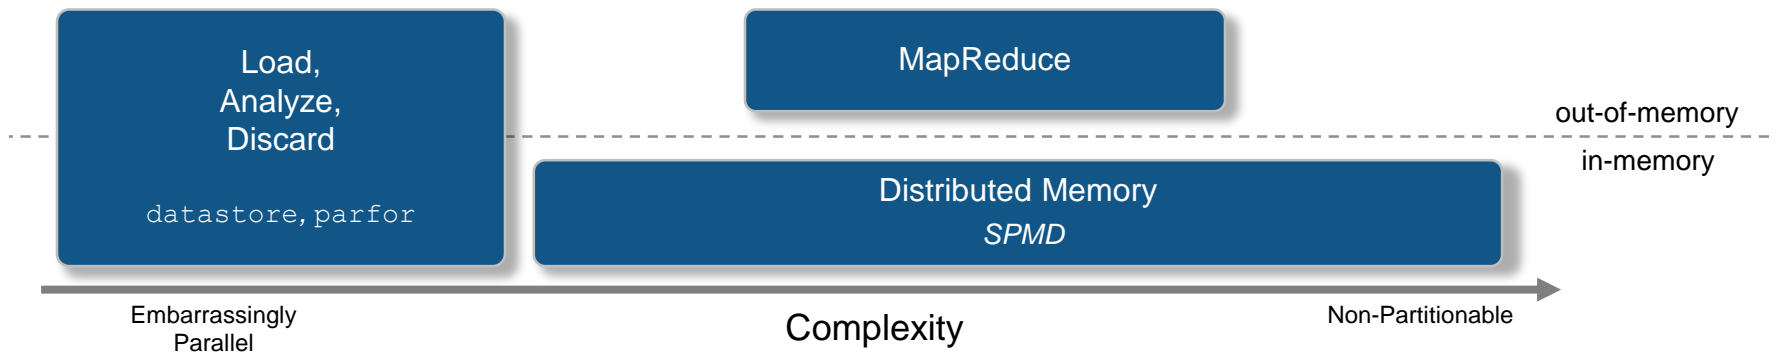 Load,
Analyze,
Discard
datastore, parfor
MapReduce
out-of-memory
in-memory
Distributed Memory
SPMD
Embarrassingly
Parallel
Complexity
Non-Partitionable